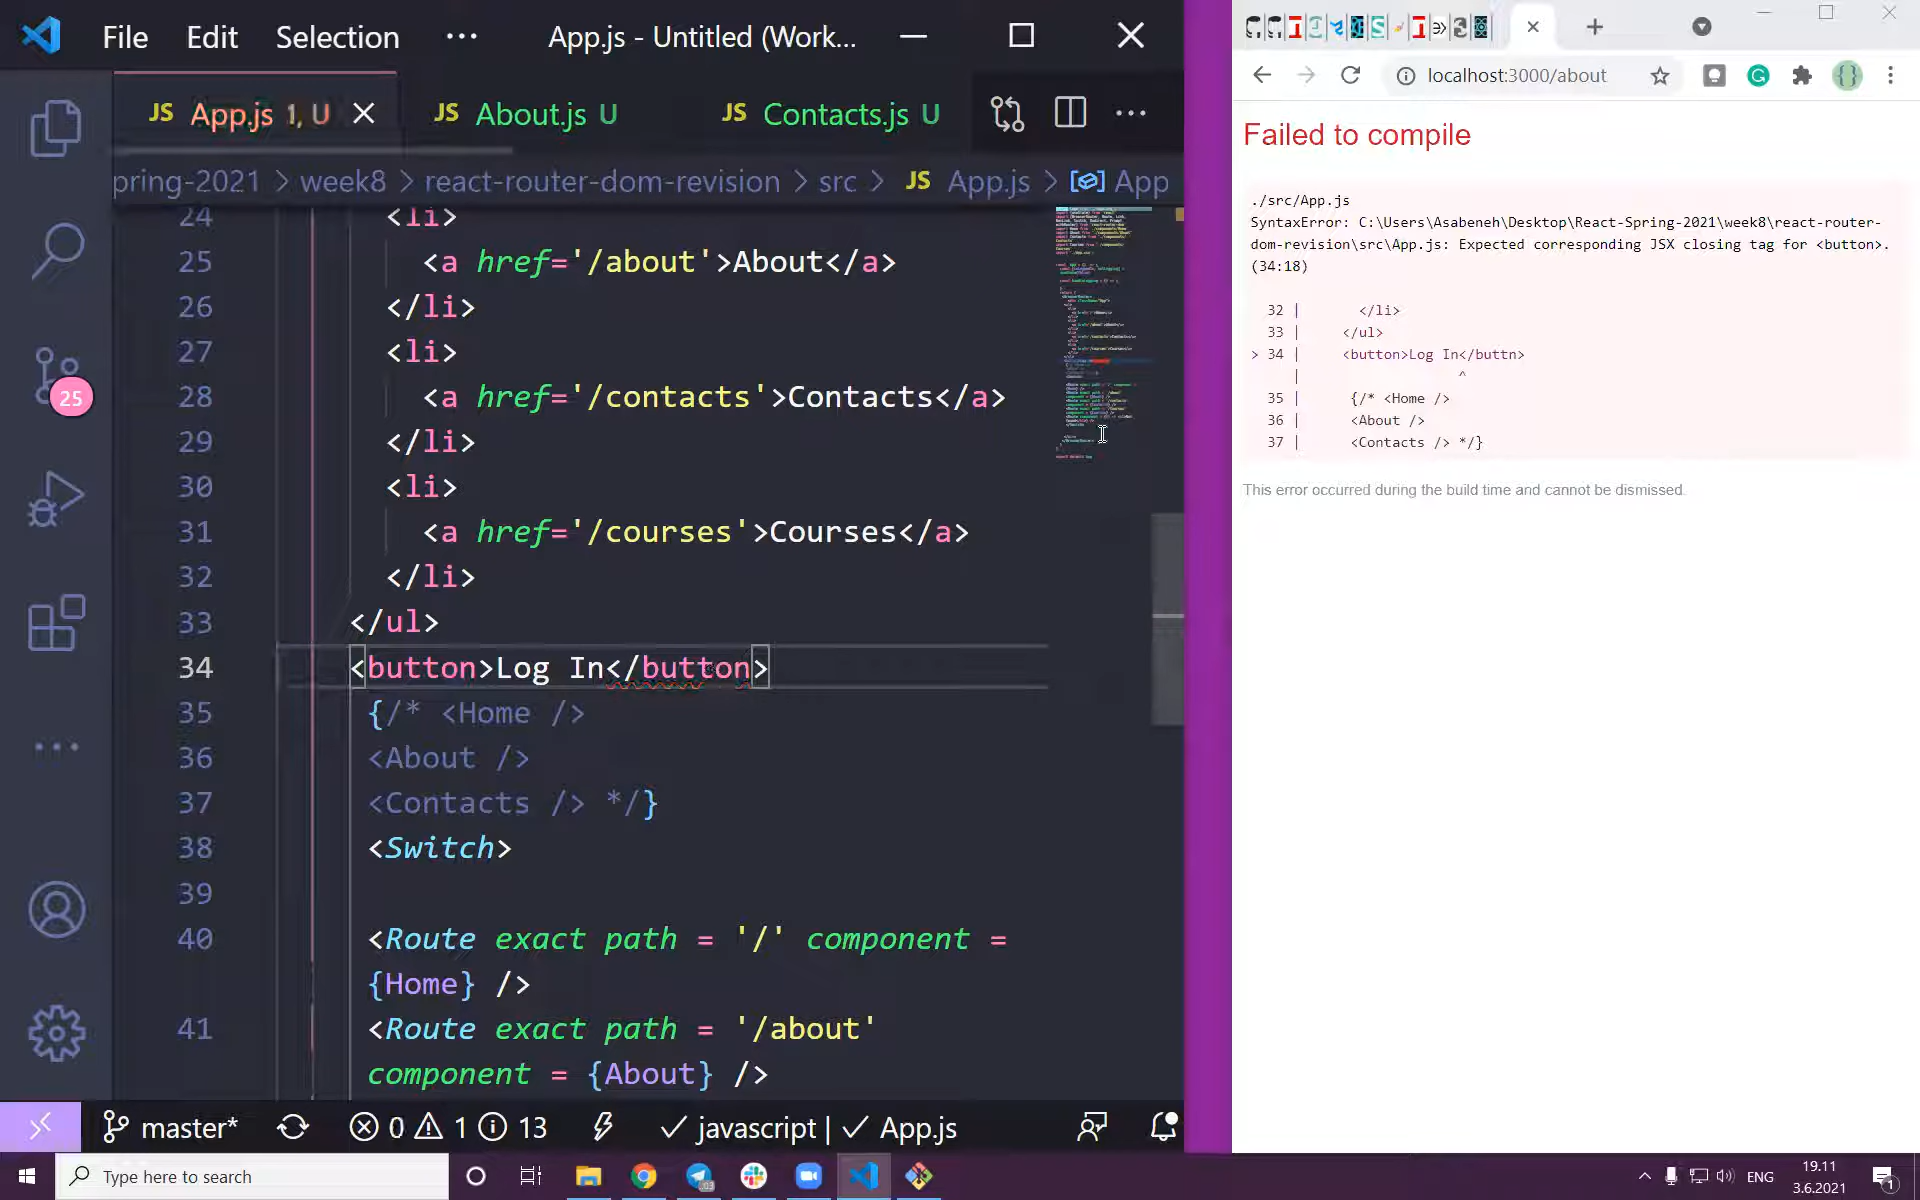 File Edit Selection ··· App.js - Untitled (Work...
JS App.js 1, U JS About.js U JS Contacts.js U
pring-2021 > week8 > react-router-dom-revision > src > JS App.js > App
24 <li>
25 <a href='/about'>About</a>
26 </li>
27 <li>
28 <a href='/contacts'>Contacts</a>
29 </li>
30 <li>
31 <a href='/courses'>Courses</a>
32 </li>
33 </ul>
34 <button>Log In</button>
35 {/* <Home />
36 <About />
37 <Contacts /> */}
38 <Switch>
39
40 <Route exact path = '/' component =
{Home} />
41 <Route exact path = '/about'
component = {About} />
25
master* 0 1 13 javascript | App.js
localhost:3000/about
Failed to compile
./src/App.js
SyntaxError: C:\Users\Asabeneh\Desktop\React-Spring-2021\week8\react-router-
dom-revision\src\App.js: Expected corresponding JSX closing tag for <button>.
(34:18)
32 | </li>
33 | </ul>
> 34 | <button>Log In</buttn>
| ^
35 | {/* <Home />
36 | <About />
37 | <Contacts /> */}
This error occurred during the build time and cannot be dismissed.
Type here to search
03
ENG
19.11
3.6.2021
1